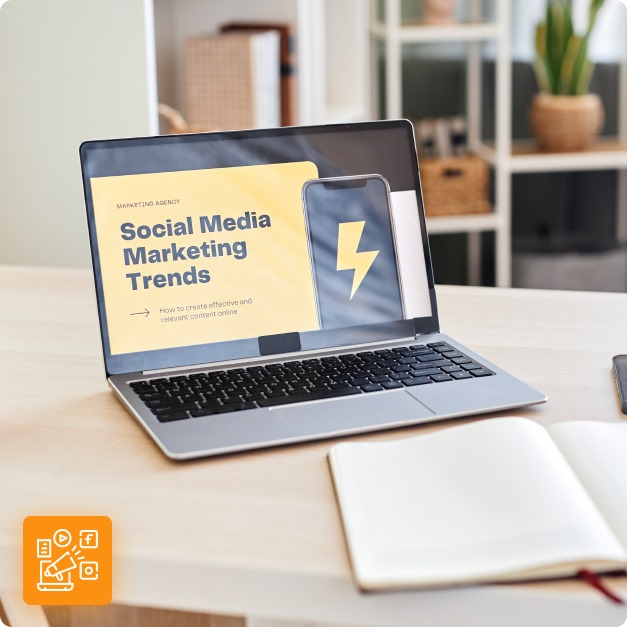 MARKETING AGENCY
Social Media
Marketing
Trends
How to create effective and
relevant content online